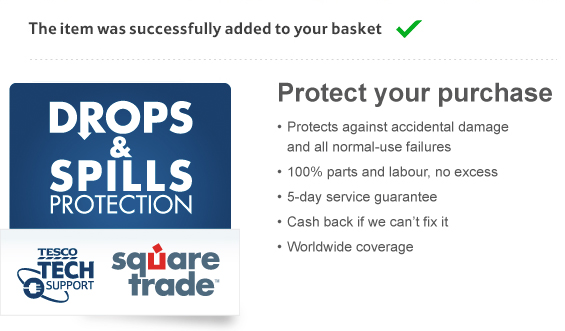 The item was successfully added to your basket
DROPS
&
SPILLS
PROTECTION
TESCO
TECH
SUPPORT
square
trade™
Protect your purchase
• Protects against accidental damage
and all normal-use failures
• 100% parts and labour, no excess
• 5-day service guarantee
• Cash back if we can't fix it
• Worldwide coverage